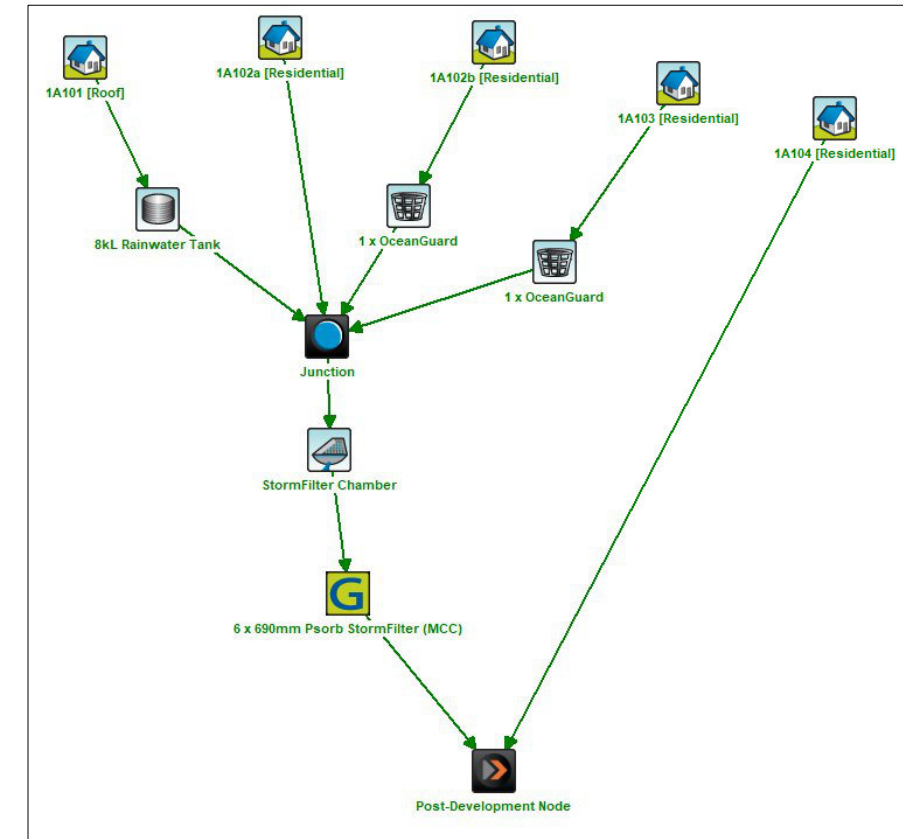 1A101 [Roof]
1A102a [Residential]
1A102b [Residential]
1A103 [Residential]
1A104 [Residential]
8kL Rainwater Tank
1 x OceanGuard
1 x OceanGuard
Junction
StormFilter Chamber
G
6 x 690mm Psorb StormFilter (MCC)
Post-Development Node